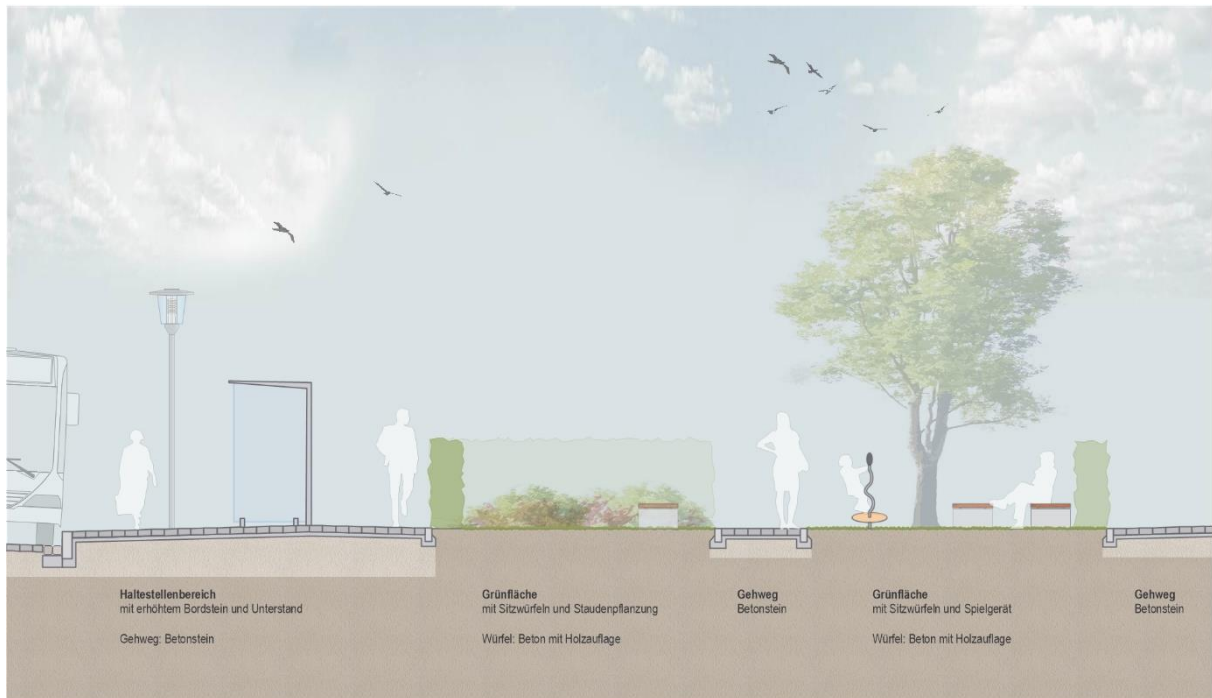 Haltestellenbereich
mit erhöhtem Bordstein und Unterstand
Gehweg: Betonstein
Grünfläche
mit Sitzwürfeln und Staudenpflanzung
Würfel: Beton mit Holzauflage
Gehweg
Betonstein
Grünfläche
mit Sitzwürfeln und Spielgerät
Würfel: Beton mit Holzauflage
Gehweg
Betonstein